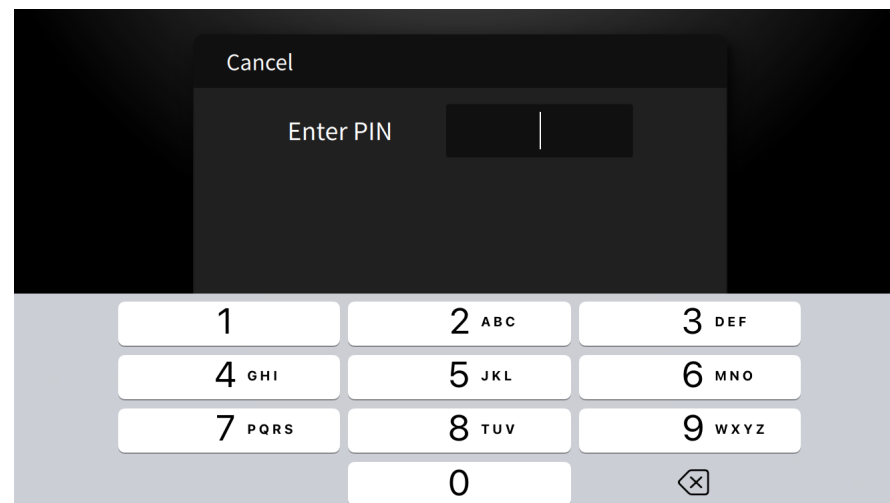 Cancel
Enter PIN
1 2 ABC 3 DEF
4 GHI 5 JKL 6 MNO
7 PQRS 8 TUV 9 WXYZ
0